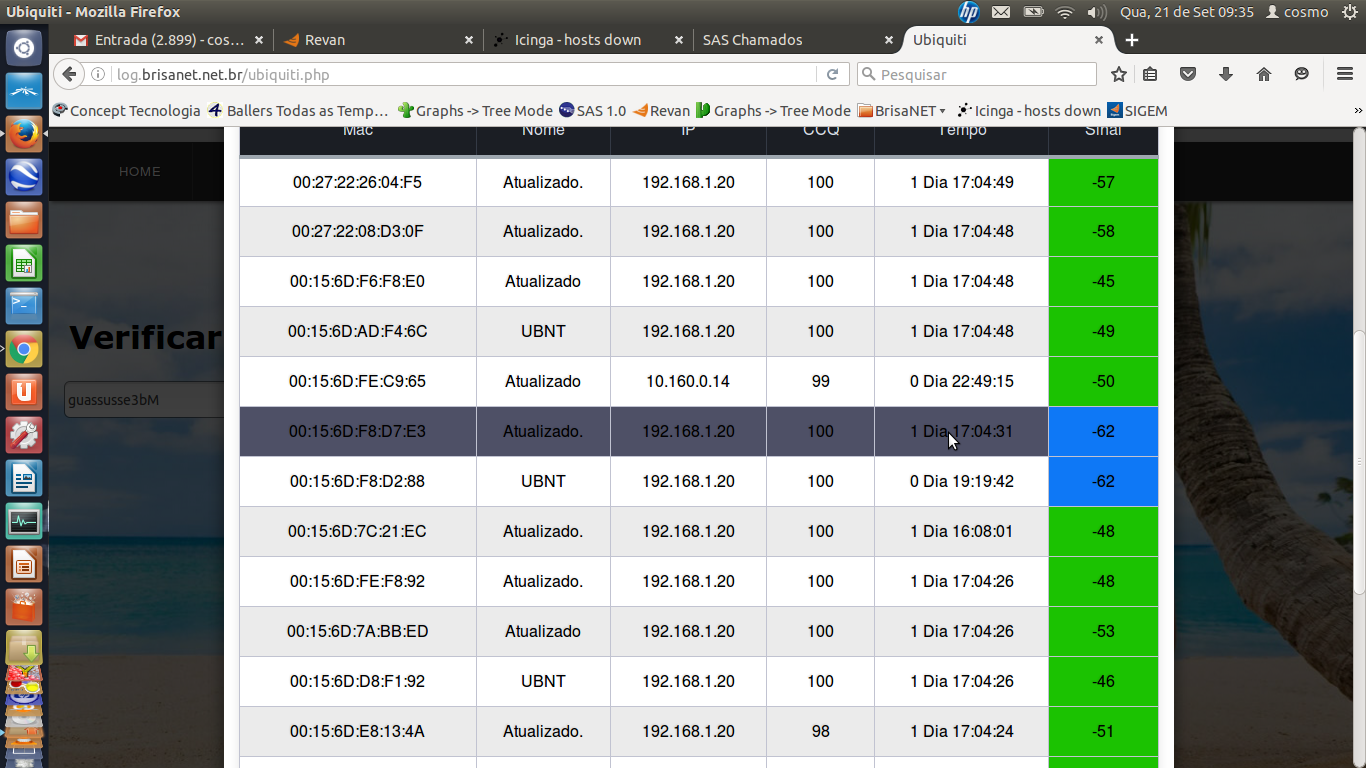 Ubiquiti - Mozilla Firefox
Qua, 21 de Set 09:35 cosmo
Entrada (2.899) - cos… Revan Icinga - hosts down SAS Chamados Ubiquiti
log.brisanet.net.br/ubiquiti.php Pesquisar
Concept Tecnologia Ballers Todas as Temp… Graphs -> Tree Mode SAS 1.0 Revan Graphs -> Tree Mode BrisaNET Icinga - hosts down SIGEM
HOME
Verificar
guassusse3bM
Mac Nome IP CCQ Tempo Sinal
00:27:22:26:04:F5 Atualizado. 192.168.1.20 100 1 Dia 17:04:49 -57
00:27:22:08:D3:0F Atualizado. 192.168.1.20 100 1 Dia 17:04:48 -58
00:15:6D:F6:F8:E0 Atualizado 192.168.1.20 100 1 Dia 17:04:48 -45
00:15:6D:AD:F4:6C UBNT 192.168.1.20 100 1 Dia 17:04:48 -49
00:15:6D:FE:C9:65 Atualizado 10.160.0.14 99 0 Dia 22:49:15 -50
00:15:6D:F8:D7:E3 Atualizado. 192.168.1.20 100 1 Dia 17:04:31 -62
00:15:6D:F8:D2:88 UBNT 192.168.1.20 100 0 Dia 19:19:42 -62
00:15:6D:7C:21:EC Atualizado. 192.168.1.20 100 1 Dia 16:08:01 -48
00:15:6D:FE:F8:92 Atualizado. 192.168.1.20 100 1 Dia 17:04:26 -48
00:15:6D:7A:BB:ED Atualizado 192.168.1.20 100 1 Dia 17:04:26 -53
00:15:6D:D8:F1:92 UBNT 192.168.1.20 100 1 Dia 17:04:26 -46
00:15:6D:E8:13:4A Atualizado. 192.168.1.20 98 1 Dia 17:04:24 -51